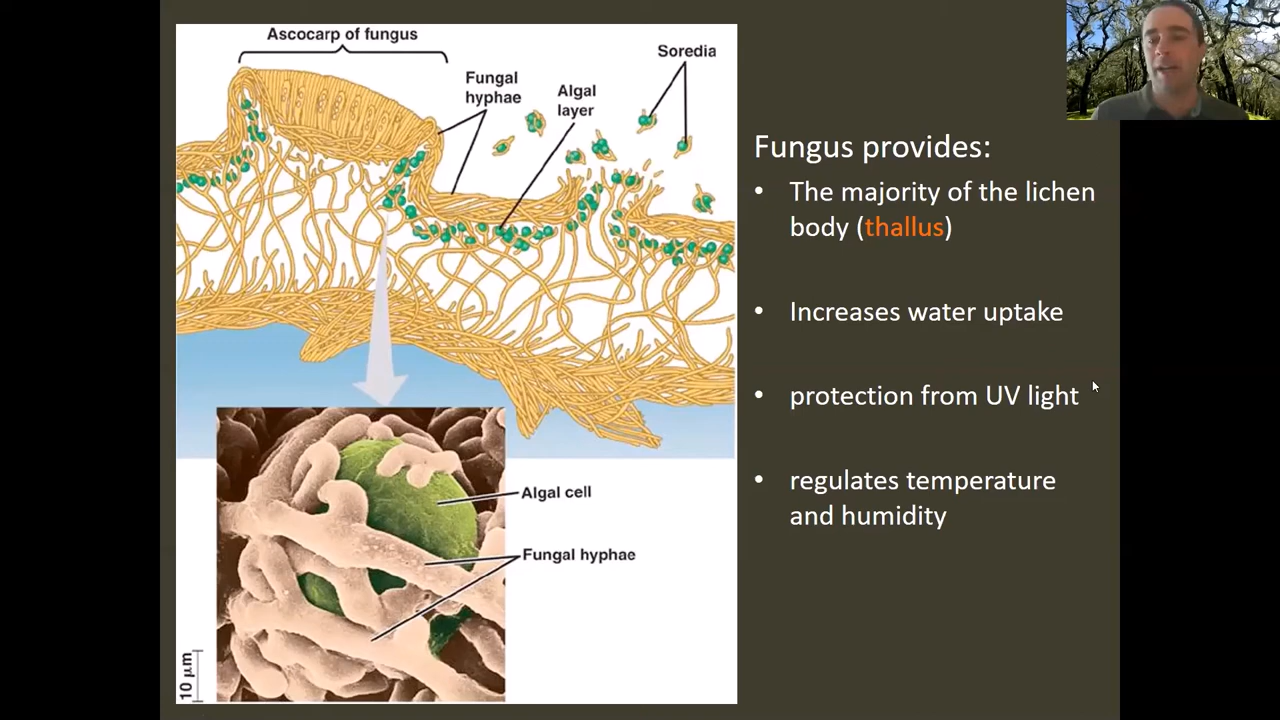 Ascocarp of fungus
Soredia
Fungal
hyphae
Algal
layer
Algal cell
Fungal hyphae
10 μm
Fungus provides:
• The majority of the lichen
body (thallus)
• Increases water uptake
• protection from UV light
• regulates temperature
and humidity